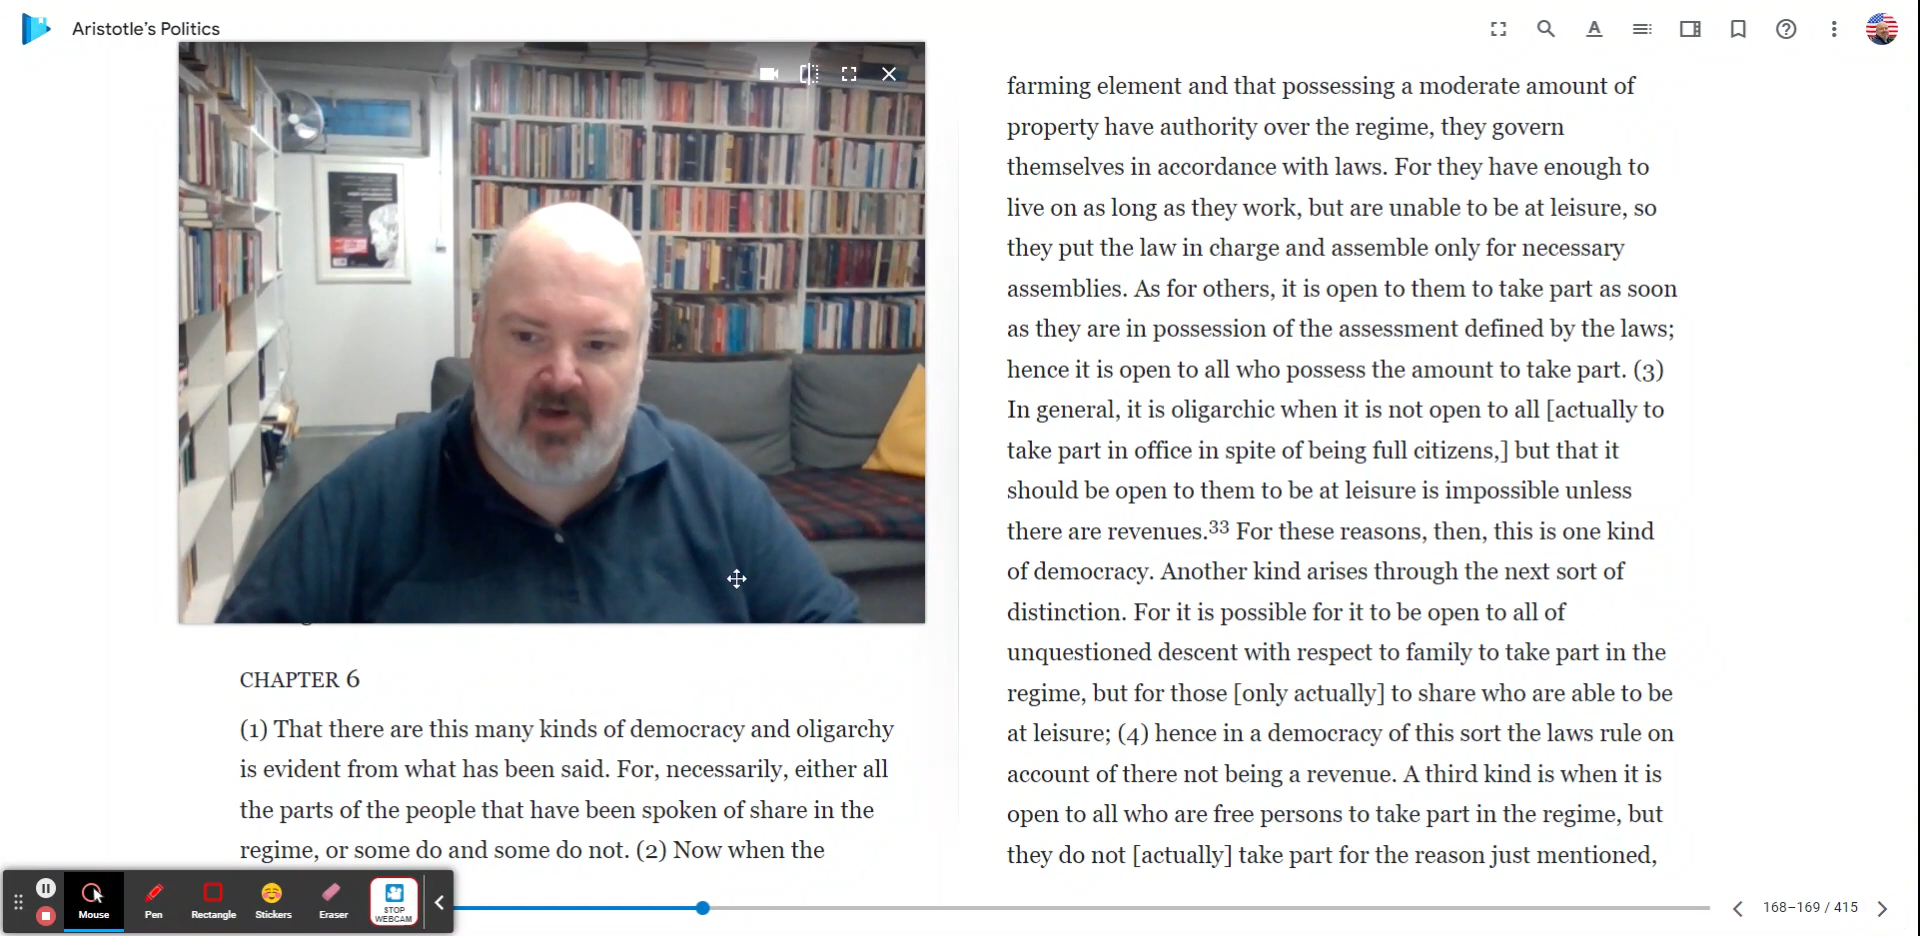 Aristotle's Politics
CHAPTER 6
(1) That there are this many kinds of democracy and oligarchy
is evident from what has been said. For, necessarily, either all
the parts of the people that have been spoken of share in the
regime, or some do and some do not. (2) Now when the
farming element and that possessing a moderate amount of
property have authority over the regime, they govern
themselves in accordance with laws. For they have enough to
live on as long as they work, but are unable to be at leisure, so
they put the law in charge and assemble only for necessary
assemblies. As for others, it is open to them to take part as soon
as they are in possession of the assessment defined by the laws;
hence it is open to all who possess the amount to take part. (3)
In general, it is oligarchic when it is not open to all [actually to
take part in office in spite of being full citizens,] but that it
should be open to them to be at leisure is impossible unless
there are revenues.33 For these reasons, then, this is one kind
of democracy. Another kind arises through the next sort of
distinction. For it is possible for it to be open to all of
unquestioned descent with respect to family to take part in the
regime, but for those [only actually] to share who are able to be
at leisure; (4) hence in a democracy of this sort the laws rule on
account of there not being a revenue. A third kind is when it is
open to all who are free persons to take part in the regime, but
they do not [actually] take part for the reason just mentioned,
Mouse
Pen
Rectangle
Stickers
Eraser
STOP
WEBCAM
168–169 / 415